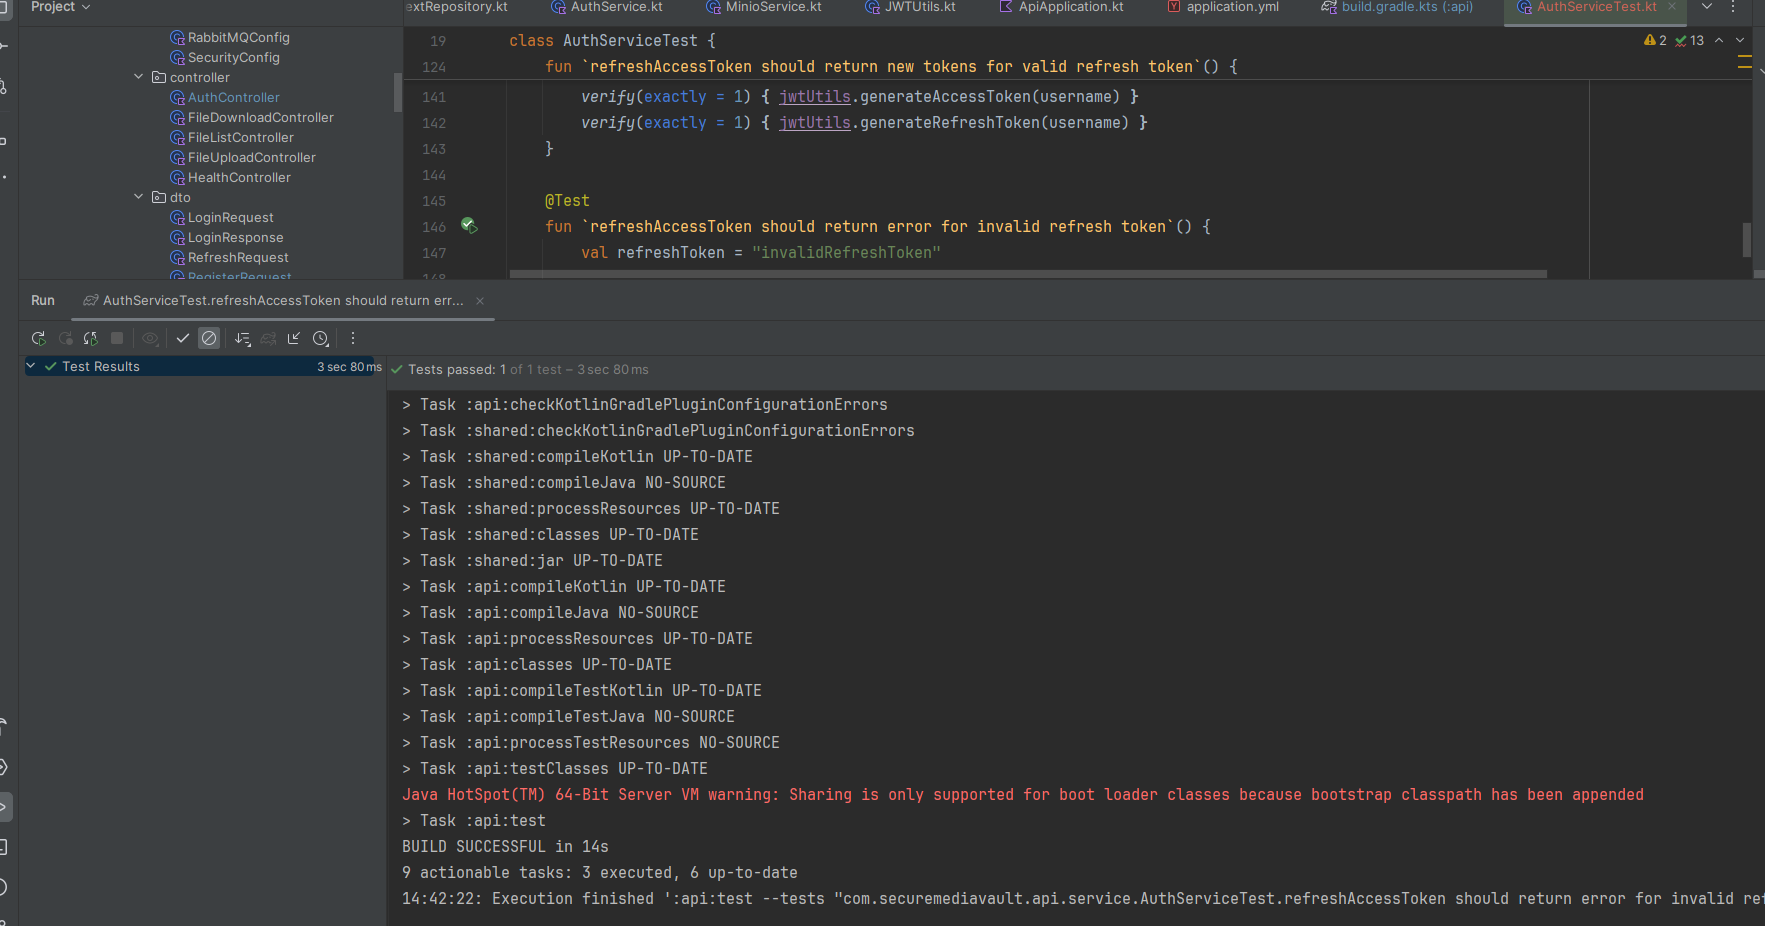 Project
extRepository.kt AuthService.kt MinioService.kt JWTUtils.kt ApiApplication.kt application.yml build.gradle.kts (:api) AuthServiceTest.kt
RabbitMQConfig
SecurityConfig
controller
AuthController
FileDownloadController
FileListController
FileUploadController
HealthController
dto
LoginRequest
LoginResponse
RefreshRequest
RegisterRequest
19 class AuthServiceTest {
2 13
124 fun `refreshAccessToken should return new tokens for valid refresh token`() {
141 verify(exactly = 1) { jwtUtils.generateAccessToken(username) }
142 verify(exactly = 1) { jwtUtils.generateRefreshToken(username) }
143 }
144
145 @Test
146 fun `refreshAccessToken should return error for invalid refresh token`() {
147 val refreshToken = "invalidRefreshToken"
148
Run AuthServiceTest.refreshAccessToken should return err...
Test Results 3 sec 80 ms
Tests passed: 1 of 1 test – 3 sec 80 ms
> Task :api:checkKotlinGradlePluginConfigurationErrors
> Task :shared:checkKotlinGradlePluginConfigurationErrors
> Task :shared:compileKotlin UP-TO-DATE
> Task :shared:compileJava NO-SOURCE
> Task :shared:processResources UP-TO-DATE
> Task :shared:classes UP-TO-DATE
> Task :shared:jar UP-TO-DATE
> Task :api:compileKotlin UP-TO-DATE
> Task :api:compileJava NO-SOURCE
> Task :api:processResources UP-TO-DATE
> Task :api:classes UP-TO-DATE
> Task :api:compileTestKotlin UP-TO-DATE
> Task :api:compileTestJava NO-SOURCE
> Task :api:processTestResources NO-SOURCE
> Task :api:testClasses UP-TO-DATE
Java HotSpot(TM) 64-Bit Server VM warning: Sharing is only supported for boot loader classes because bootstrap classpath has been appended
> Task :api:test
BUILD SUCCESSFUL in 14s
9 actionable tasks: 3 executed, 6 up-to-date
14:42:22: Execution finished ':api:test --tests "com.securemediavault.api.service.AuthServiceTest.refreshAccessToken should return error for invalid ref